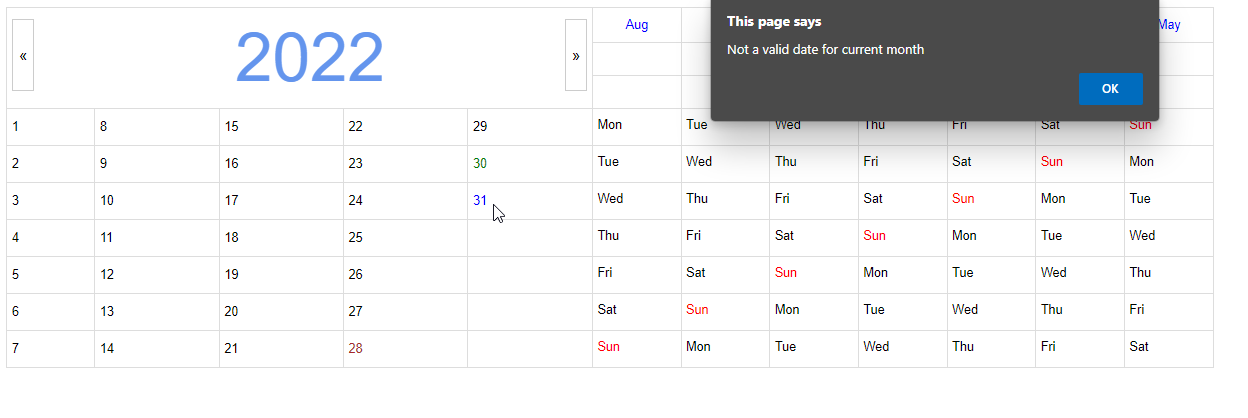 This page says
Not a valid date for current month
OK
« 2022 » Aug May
1 8 15 22 29 Mon Tue Wed Thu Fri Sat Sun
2 9 16 23 30 Tue Wed Thu Fri Sat Sun Mon
3 10 17 24 31 Wed Thu Fri Sat Sun Mon Tue
4 11 18 25 Thu Fri Sat Sun Mon Tue Wed
5 12 19 26 Fri Sat Sun Mon Tue Wed Thu
6 13 20 27 Sat Sun Mon Tue Wed Thu Fri
7 14 21 28 Sun Mon Tue Wed Thu Fri Sat